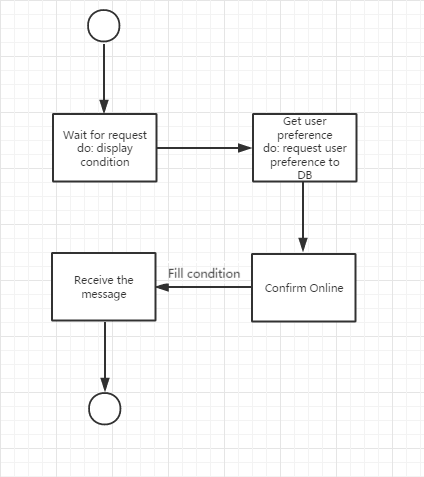 Wait for request
do: display
condition
Get user
preference
do: request user
preference to
DB
Fill condition
Receive the
message
Confirm Online